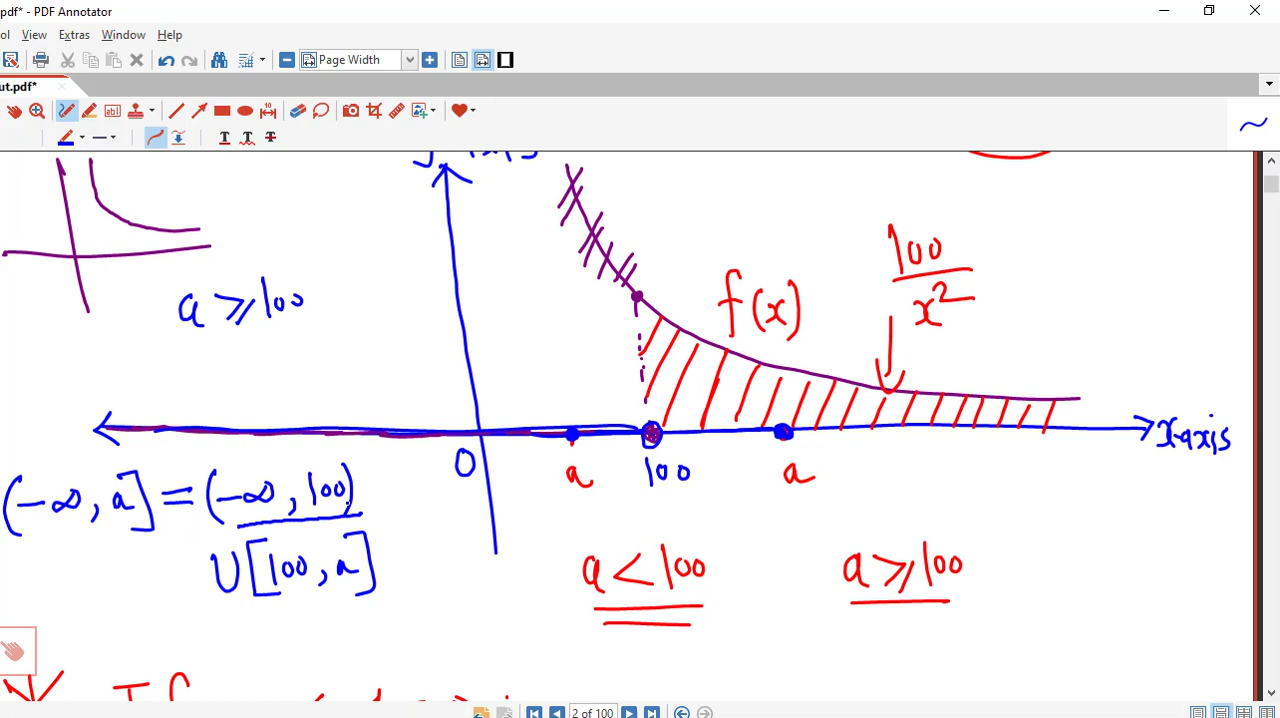 .pdf* - PDF Annotator
ol View Extras Window Help
Page Width
ut.pdf*
100
f(x)
x²
a ⩾ 100
x-axis
0
a
100
a
(-∞, a] = (-∞, 100)
U [100, a]
a < 100
a ⩾ 100
If
2 of 100